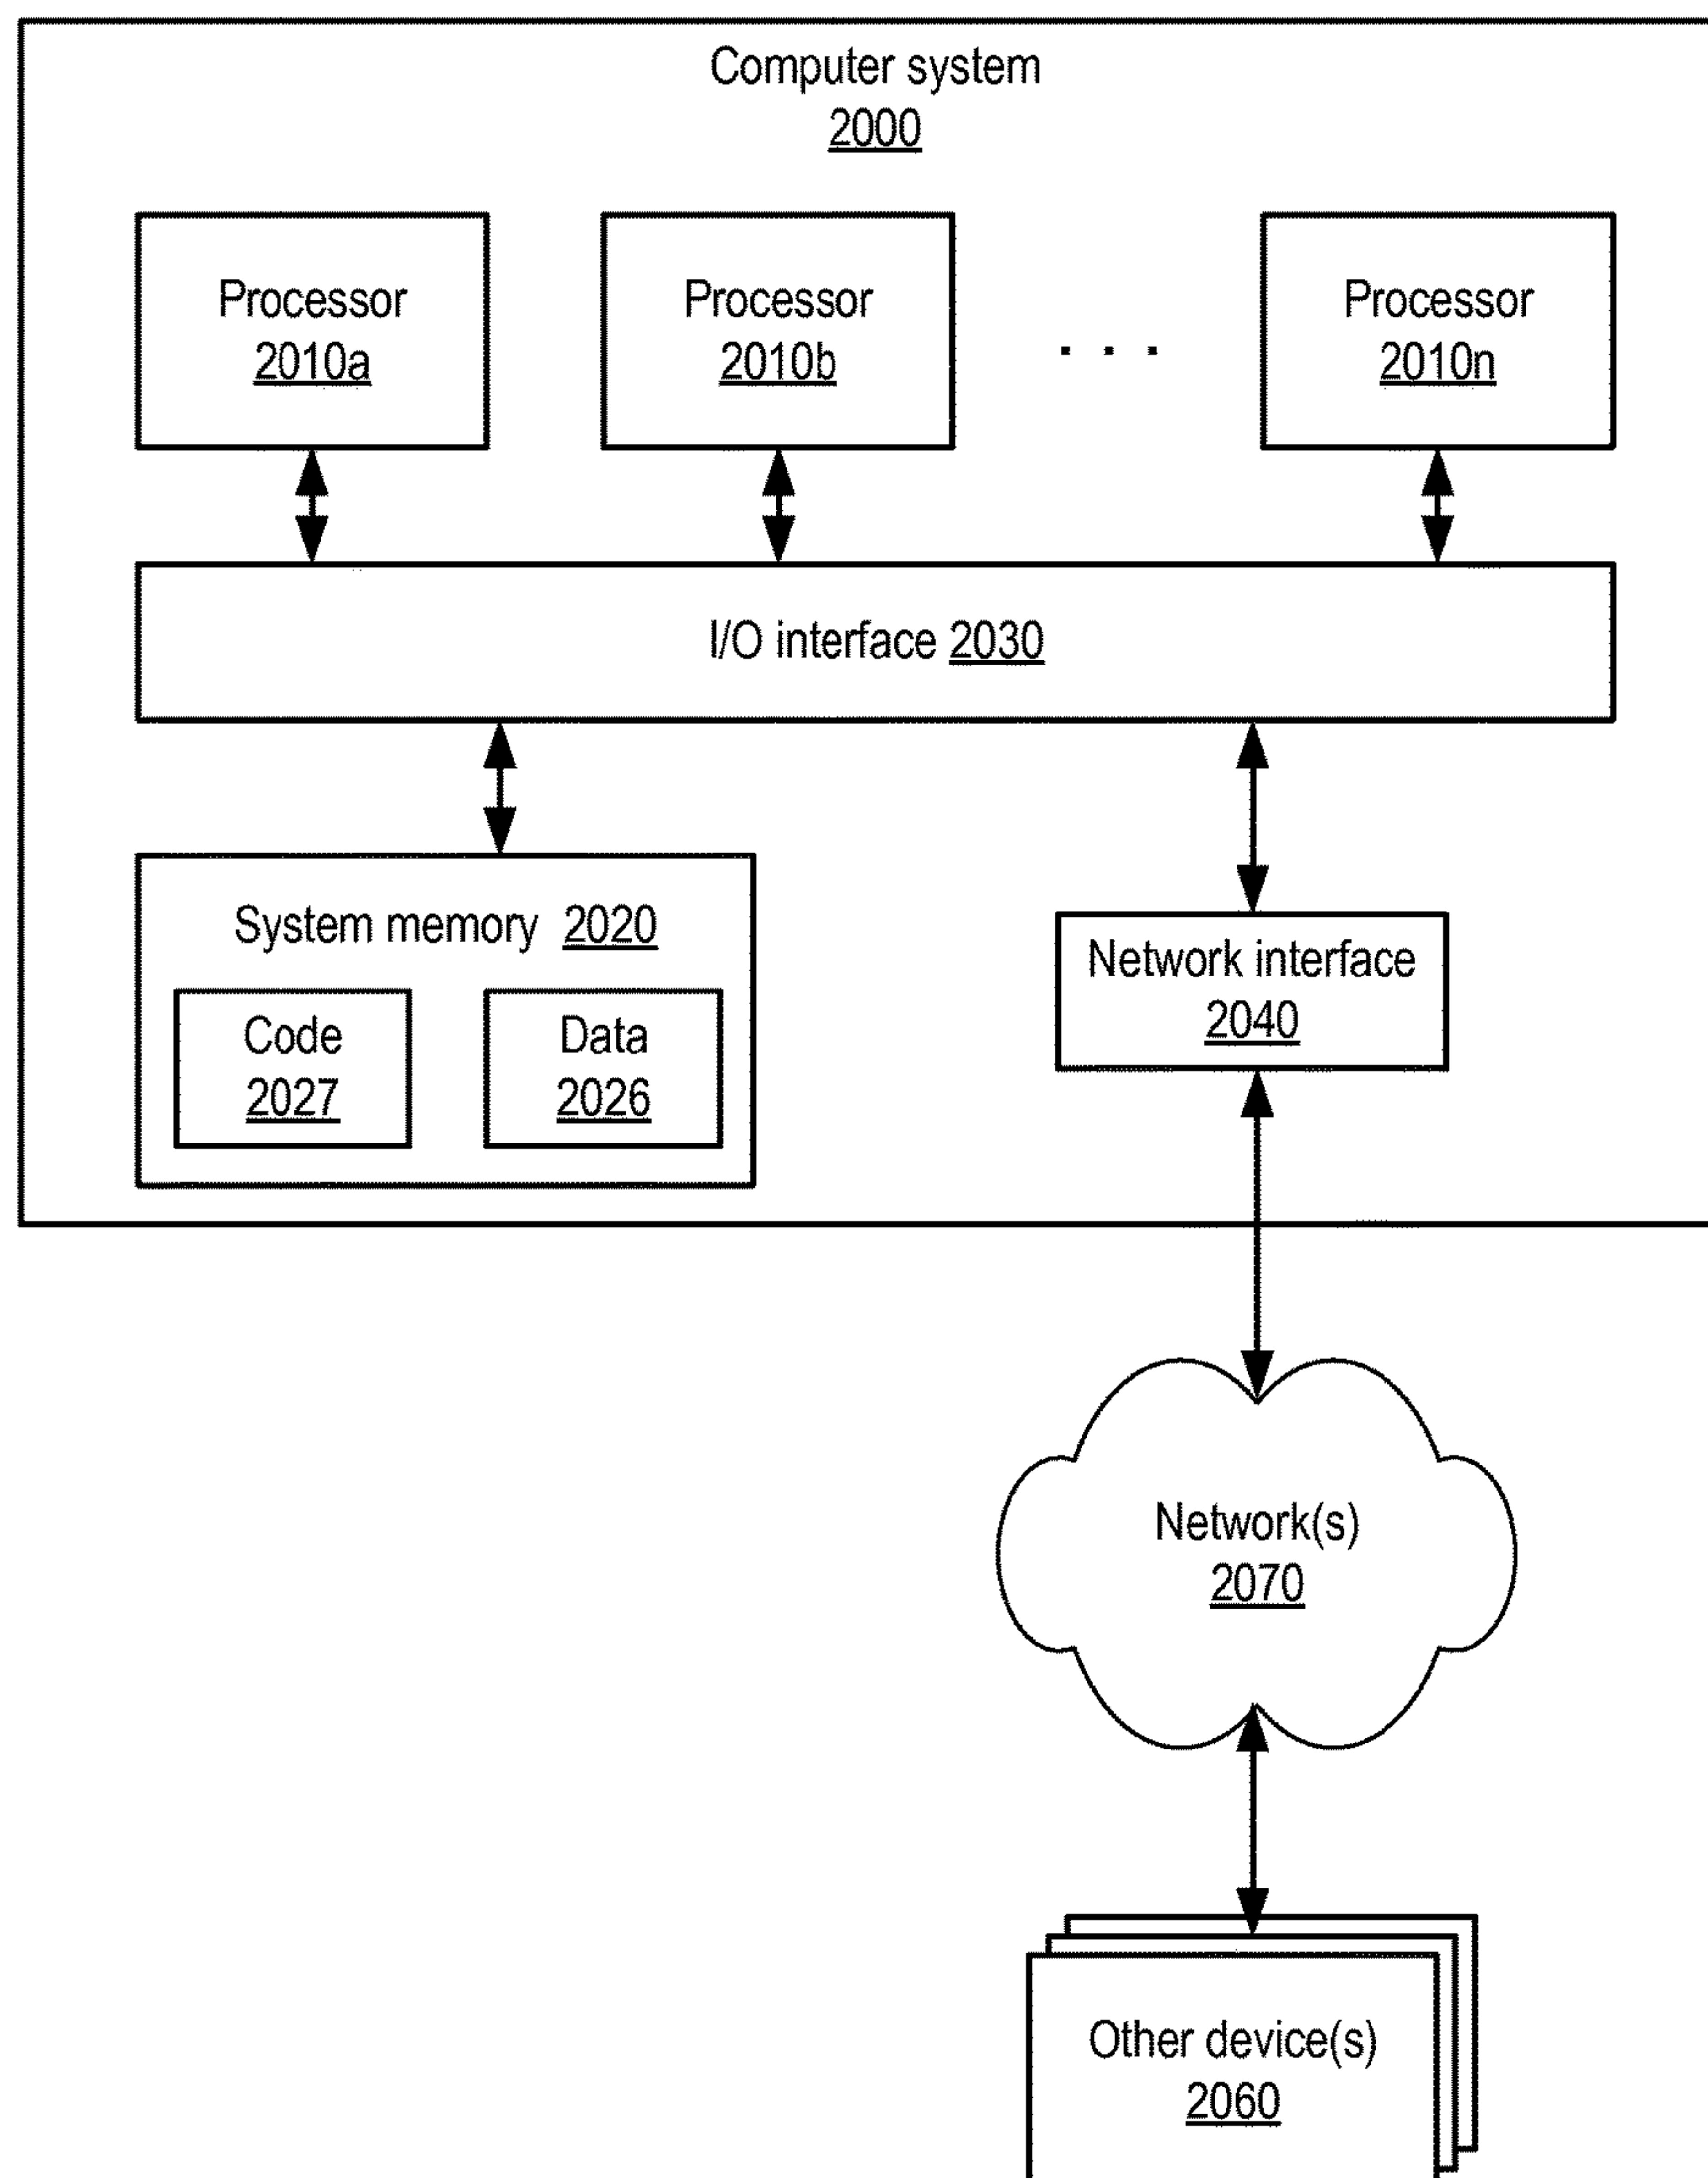 Computer system
2000
Processor
2010a
Processor
2010b
. . .
Processor
2010n
I/O interface 2030
System memory 2020
Code
2027
Data
2026
Network interface
2040
Network(s)
2070
Other device(s)
2060